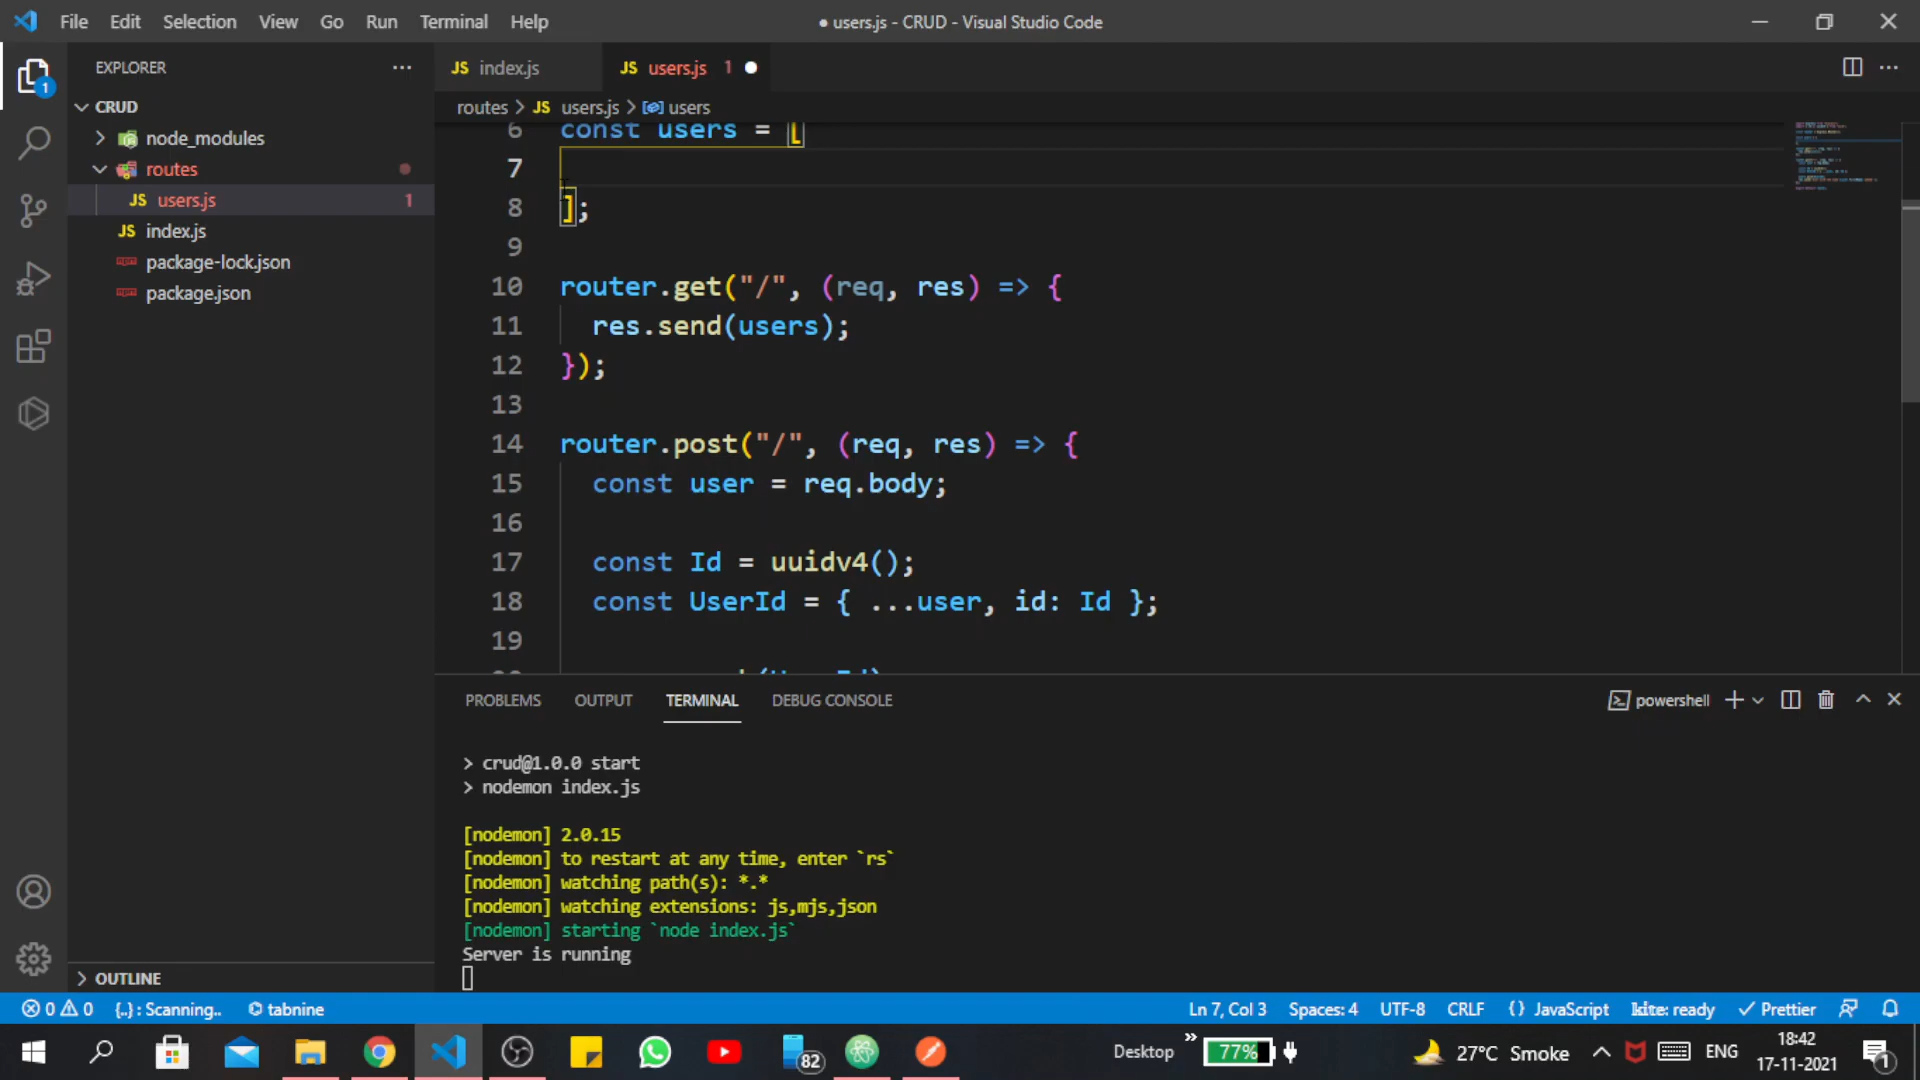 File Edit Selection View Go Run Terminal Help
● users.js - CRUD - Visual Studio Code
EXPLORER
1
CRUD
node_modules
routes
JS users.js 1
JS index.js
package-lock.json
package.json
OUTLINE
JS index.js
JS users.js 1
routes > JS users.js > users
6 const users = [
7
8 ];
9
10 router.get("/", (req, res) => {
11 res.send(users);
12 });
13
14 router.post("/", (req, res) => {
15 const user = req.body;
16
17 const Id = uuidv4();
18 const UserId = { ...user, id: Id };
19
PROBLEMS OUTPUT TERMINAL DEBUG CONSOLE
powershell
> crud@1.0.0 start
> nodemon index.js
[nodemon] 2.0.15
[nodemon] to restart at any time, enter `rs`
[nodemon] watching path(s): *.*
[nodemon] watching extensions: js,mjs,json
[nodemon] starting `node index.js`
Server is running
0 0 {..} : Scanning.. tabnine
Ln 7, Col 3 Spaces: 4 UTF-8 CRLF {} JavaScript kite: ready Prettier
82
Desktop
77%
27°C Smoke
ENG
18:42
17-11-2021
1